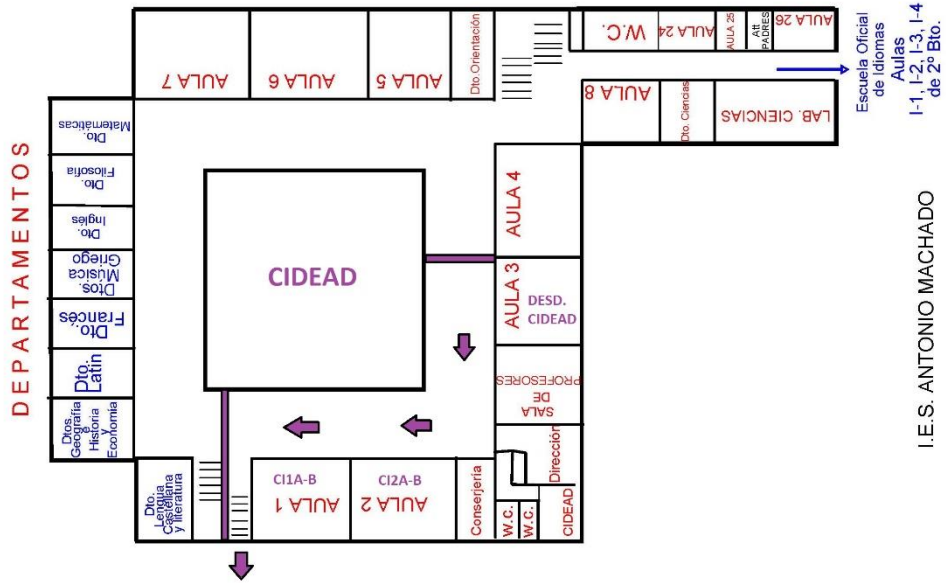 DEPARTAMENTOS
AULA 7
AULA 6
AULA 5
Dto. Orientación
W.C.
AULA 24
AULA 25
Att
PADRES
AULA 26
Escuela Oficial
de Idiomas
Aulas
I-1, I-2, I-3, I-4
de 2º Bto.
AULA 8
Dto. Ciencias
LAB. CIENCIAS
Dto.
Matemáticas
Dto.
Filosofia
Dto.
Inglés
Dtos.
Música
Griego
Dto.
Francés
Dto.
Latin
Dtos.
Geografía
e
Historia
y
Economía
CIDEAD
AULA 4
AULA 3
DESD.
CIDEAD
SALA
DE
PROFESORES
Dirección
CIDEAD
W.C.
W.C.
Conserjería
CI2A-B
AULA 2
CI1A-B
AULA 1
Dto.
Lengua
Castellana
y literatura
I.E.S. ANTONIO MACHADO